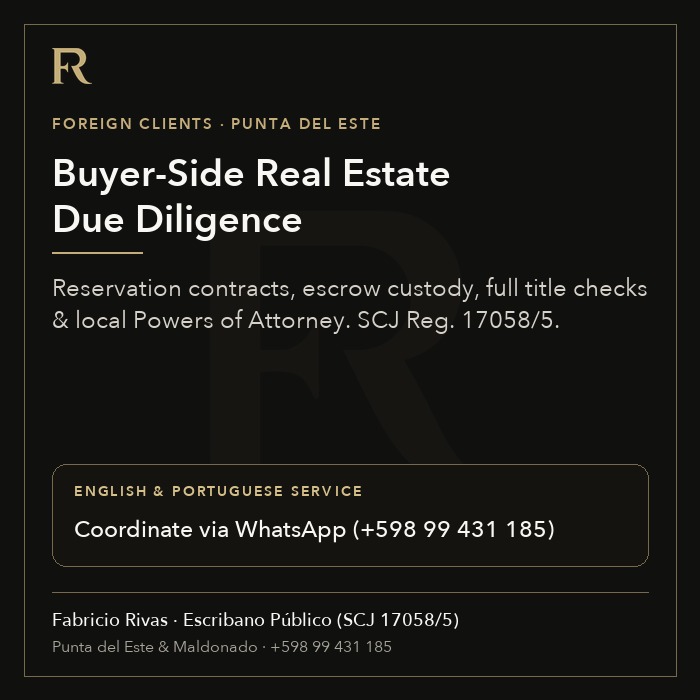 FR
FOREIGN CLIENTS · PUNTA DEL ESTE
Buyer-Side Real Estate
Due Diligence
Reservation contracts, escrow custody, full title checks
& local Powers of Attorney. SCJ Reg. 17058/5.
ENGLISH & PORTUGUESE SERVICE
Coordinate via WhatsApp (+598 99 431 185)
Fabricio Rivas · Escribano Público (SCJ 17058/5)
Punta del Este & Maldonado · +598 99 431 185